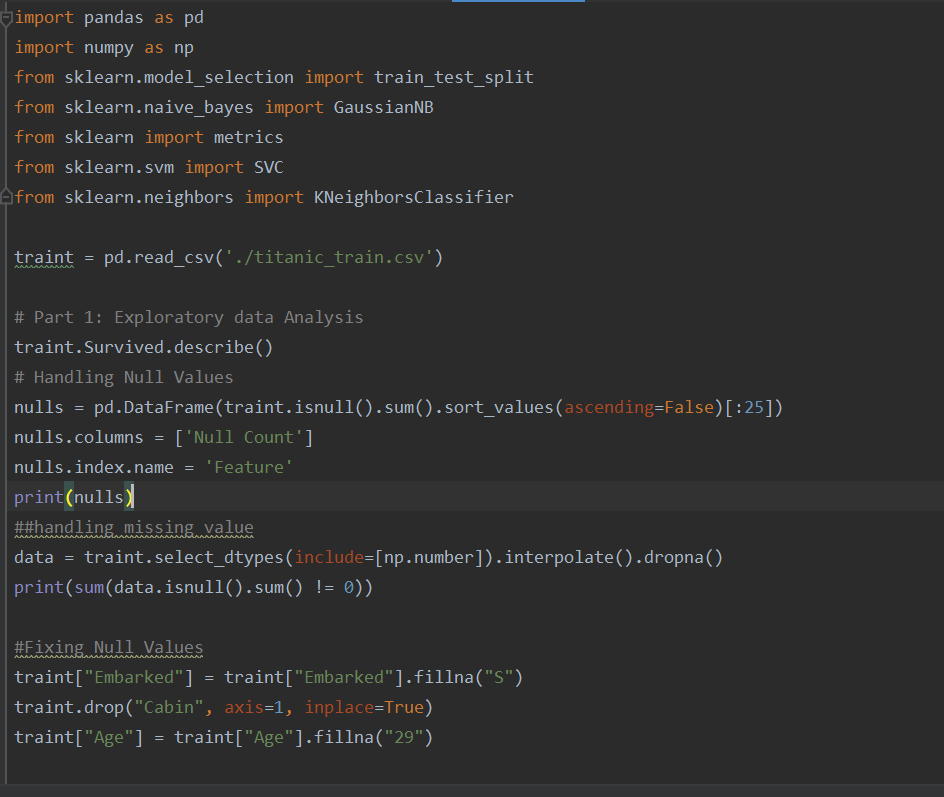 import pandas as pd
import numpy as np
from sklearn.model_selection import train_test_split
from sklearn.naive_bayes import GaussianNB
from sklearn import metrics
from sklearn.svm import SVC
from sklearn.neighbors import KNeighborsClassifier
traint = pd.read_csv('./titanic_train.csv')
# Part 1: Exploratory data Analysis
traint.Survived.describe()
# Handling Null Values
nulls = pd.DataFrame(traint.isnull().sum().sort_values(ascending=False)[:25])
nulls.columns = ['Null Count']
nulls.index.name = 'Feature'
print(nulls)
##handling missing value
data = traint.select_dtypes(include=[np.number]).interpolate().dropna()
print(sum(data.isnull().sum() != 0))
#Fixing Null Values
traint["Embarked"] = traint["Embarked"].fillna("S")
traint.drop("Cabin", axis=1, inplace=True)
traint["Age"] = traint["Age"].fillna("29")